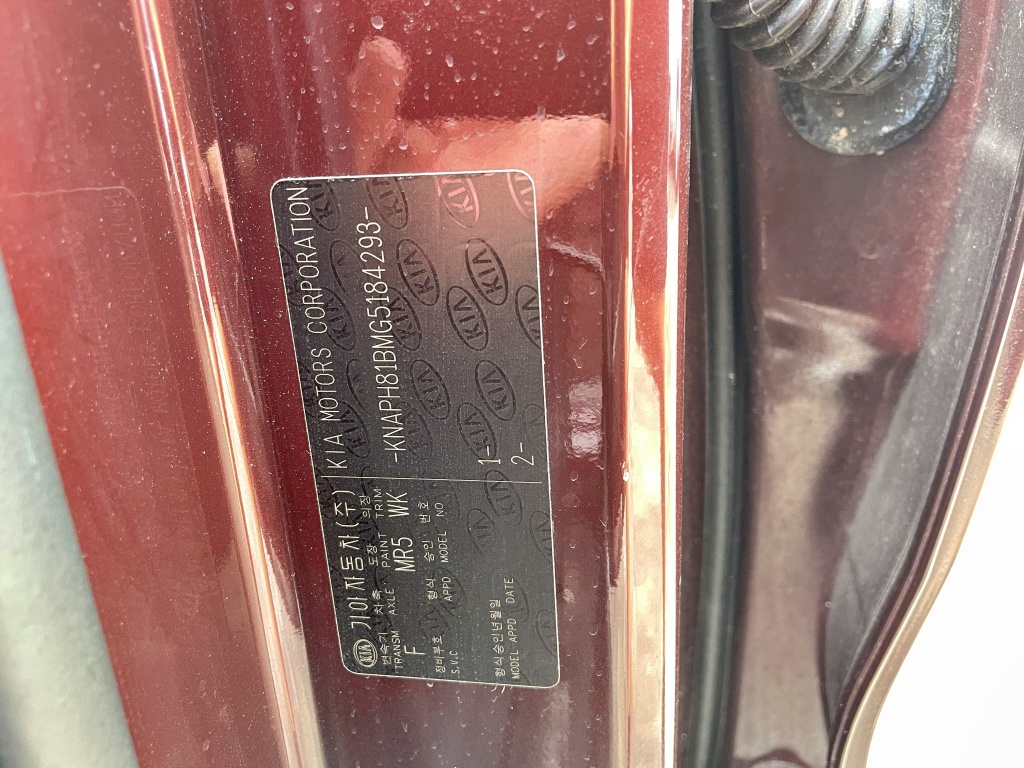 KIA 기아자동차(주) KIA MOTORS CORPORATION
변속기 차축 도장 의장
TRANSM AXLE PAINT TRIM
F MR5 WK -KNAPH81BMG5184293-
정비부호 형식 승인 번호
S.V.C APPD MODEL NO
1-
형식승인년월일
MODEL APPD DATE
2-